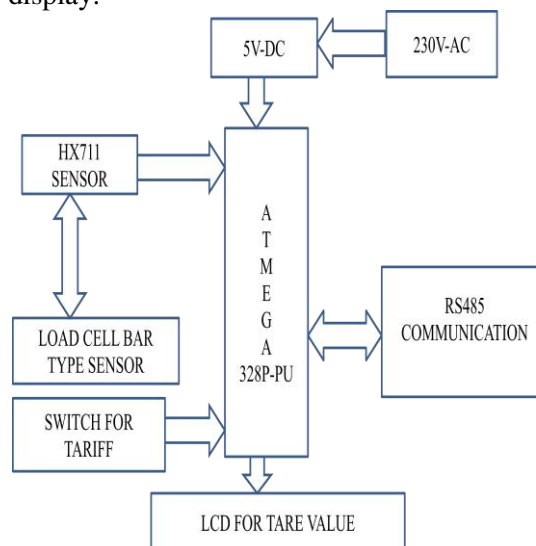 display.
5V-DC
230V-AC
HX711
SENSOR
A
T
M
E
G
A
328P-PU
RS485
COMMUNICATION
LOAD CELL BAR
TYPE SENSOR
SWITCH FOR
TARIFF
LCD FOR TARE VALUE